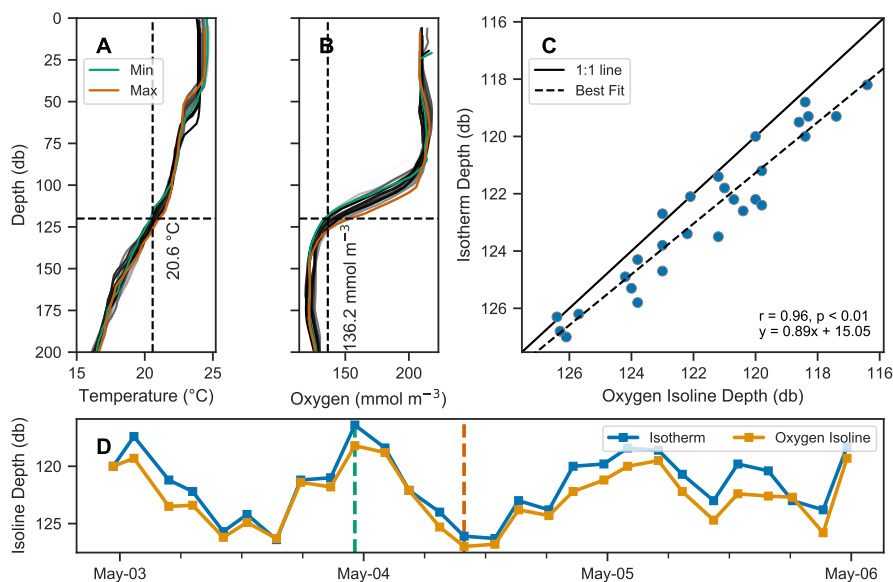 0
25
50
75
100
125
150
175
200
Depth (db)
A
Min
Max
20.6 °C
15
20
25
Temperature (°C)
B
136.2 mmol m⁻³
150
200
Oxygen (mmol m⁻³)
116
118
120
122
124
126
Isotherm Depth (db)
C
1:1 line
Best Fit
r = 0.96, p < 0.01
y = 0.89x + 15.05
126
124
122
120
118
116
Oxygen Isoline Depth (db)
120
125
Isoline Depth (db)
D
Isotherm
Oxygen Isoline
May-03
May-04
May-05
May-06